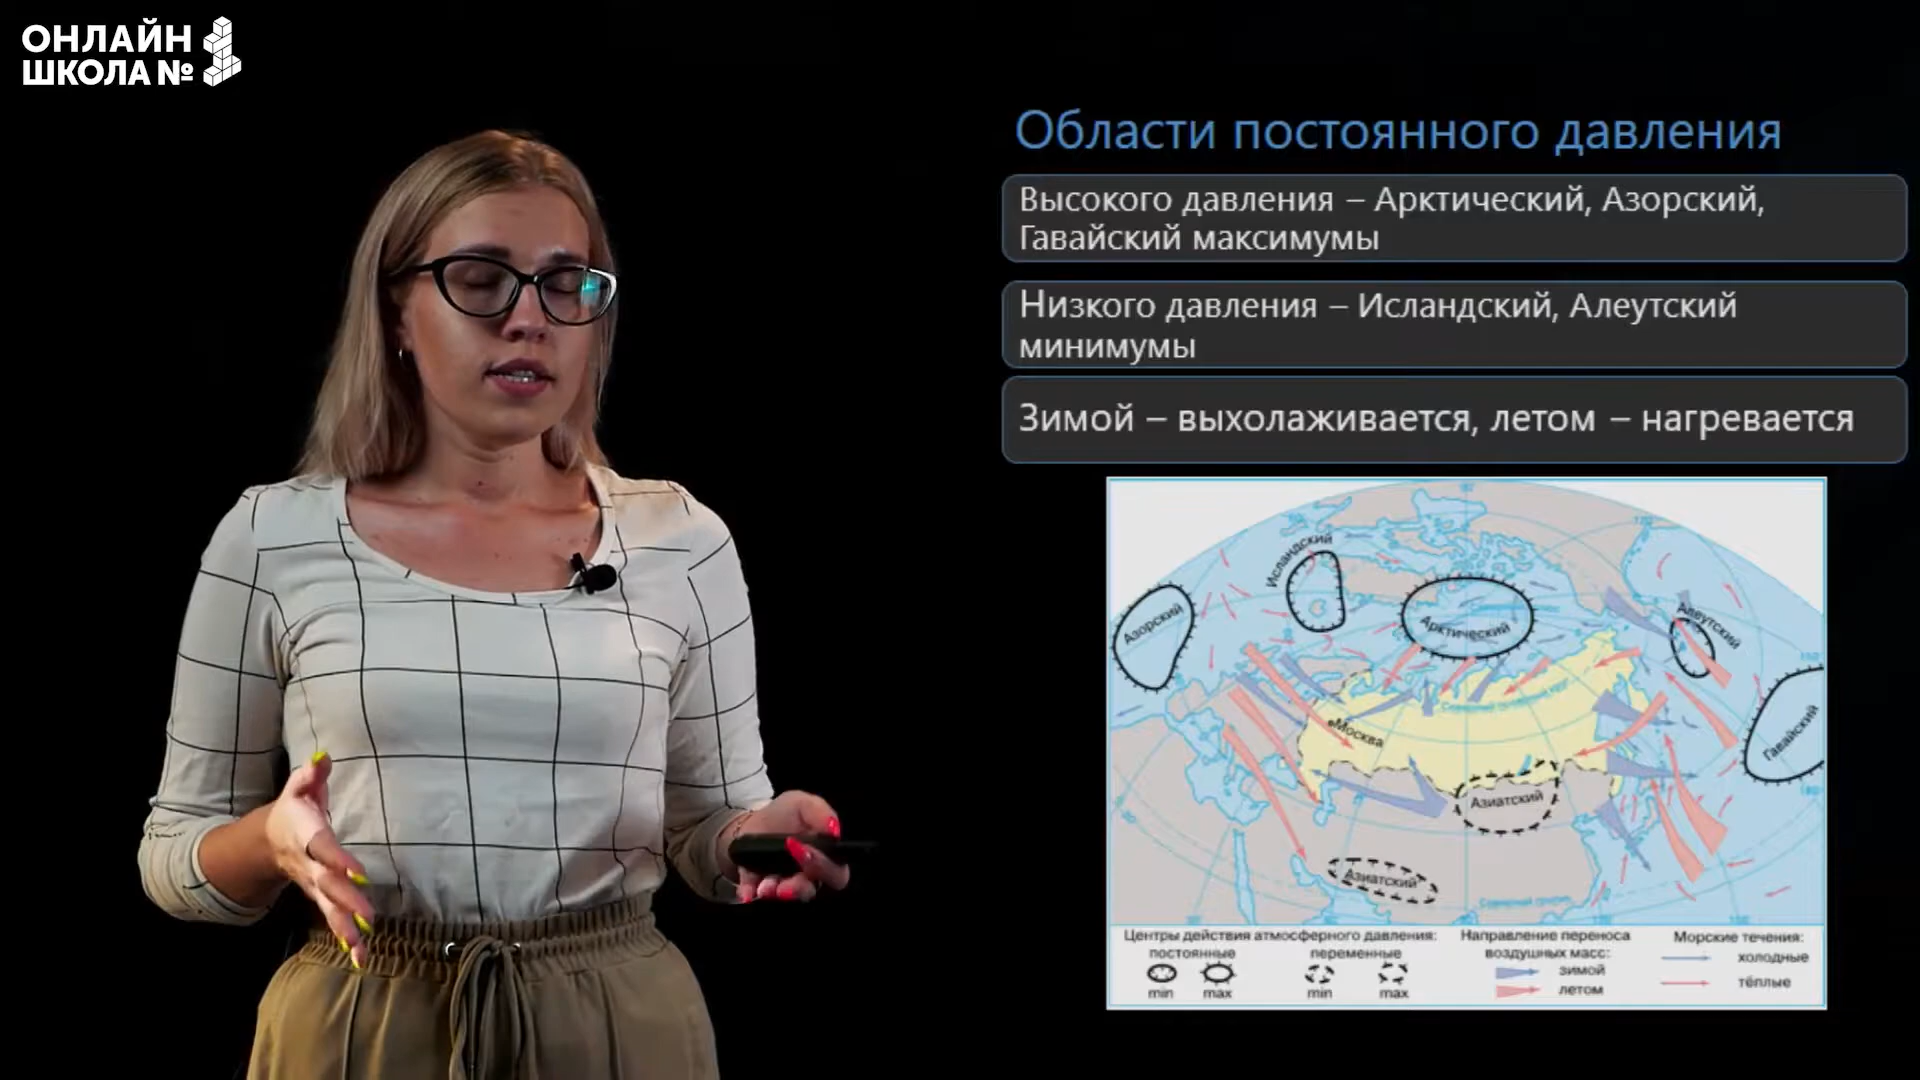 ОНЛАЙН
ШКОЛА №
Области постоянного давления
Высокого давления – Арктический, Азорский,
Гавайский максимумы
Низкого давления – Исландский, Алеутский
минимумы
Зимой – выхолаживается, летом – нагревается
Исландский
Азорский
Арктический
Алеутский
Гавайский
Москва
Азиатский
Азиатский
Центры действия атмосферного давления:
постоянные
переменные
min
max
min
max
Направление переноса
воздушных масс:
зимой
летом
Морские течения:
холодные
тёплые